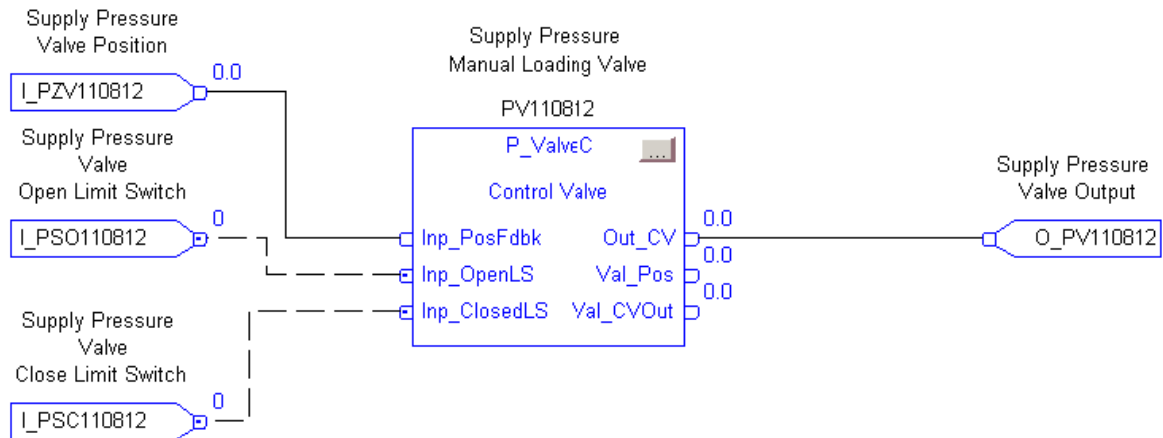 Supply Pressure
Valve Position
0.0
I_PZV110812
Supply Pressure
Valve
Open Limit Switch
0
I_PSO110812
Supply Pressure
Valve
Close Limit Switch
0
I_PSC110812
Supply Pressure
Manual Loading Valve
PV110812
P_ValveC
...
Control Valve
Inp_PosFdbk
Out_CV
0.0
Inp_OpenLS
Val_Pos
0.0
Inp_ClosedLS
Val_CVOut
0.0
Supply Pressure
Valve Output
O_PV110812